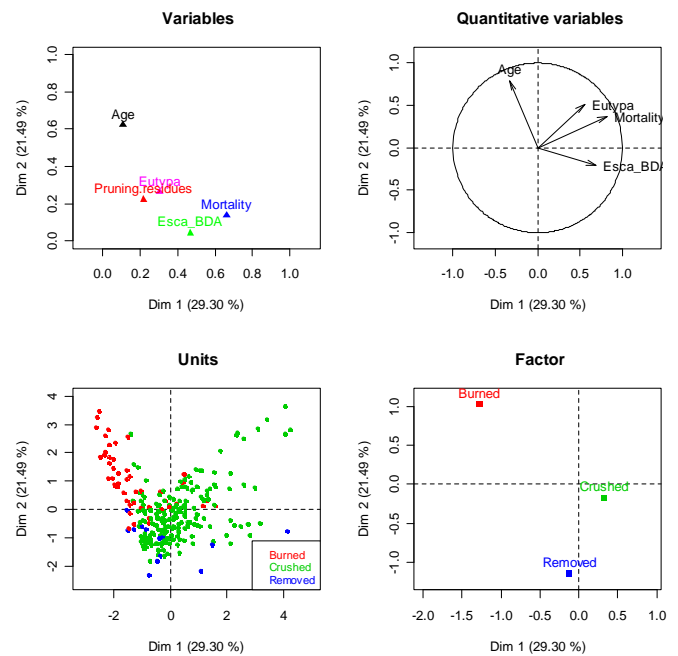 Variables
Dim 2 (21.49 %)
1.0
0.8
0.6
0.4
0.2
0.0
Age
Eutypa
Pruning.residues
Mortality
Esca_BDA
0.0 0.2 0.4 0.6 0.8 1.0
Dim 1 (29.30 %)
Quantitative variables
Dim 2 (21.49 %)
1.0
0.5
0.0
-0.5
-1.0
Age
Eutypa
Mortality
Esca_BDA
-1.0 -0.5 0.0 0.5 1.0
Dim 1 (29.30 %)
Units
Dim 2 (21.49 %)
4
3
2
1
0
-1
-2
Burned
Crushed
Removed
-2 0 2 4
Dim 1 (29.30 %)
Factor
Dim 2 (21.49 %)
1.0
0.5
0.0
-0.5
-1.0
Burned
Crushed
Removed
-2.0 -1.5 -1.0 -0.5 0.0 0.5 1.0
Dim 1 (29.30 %)